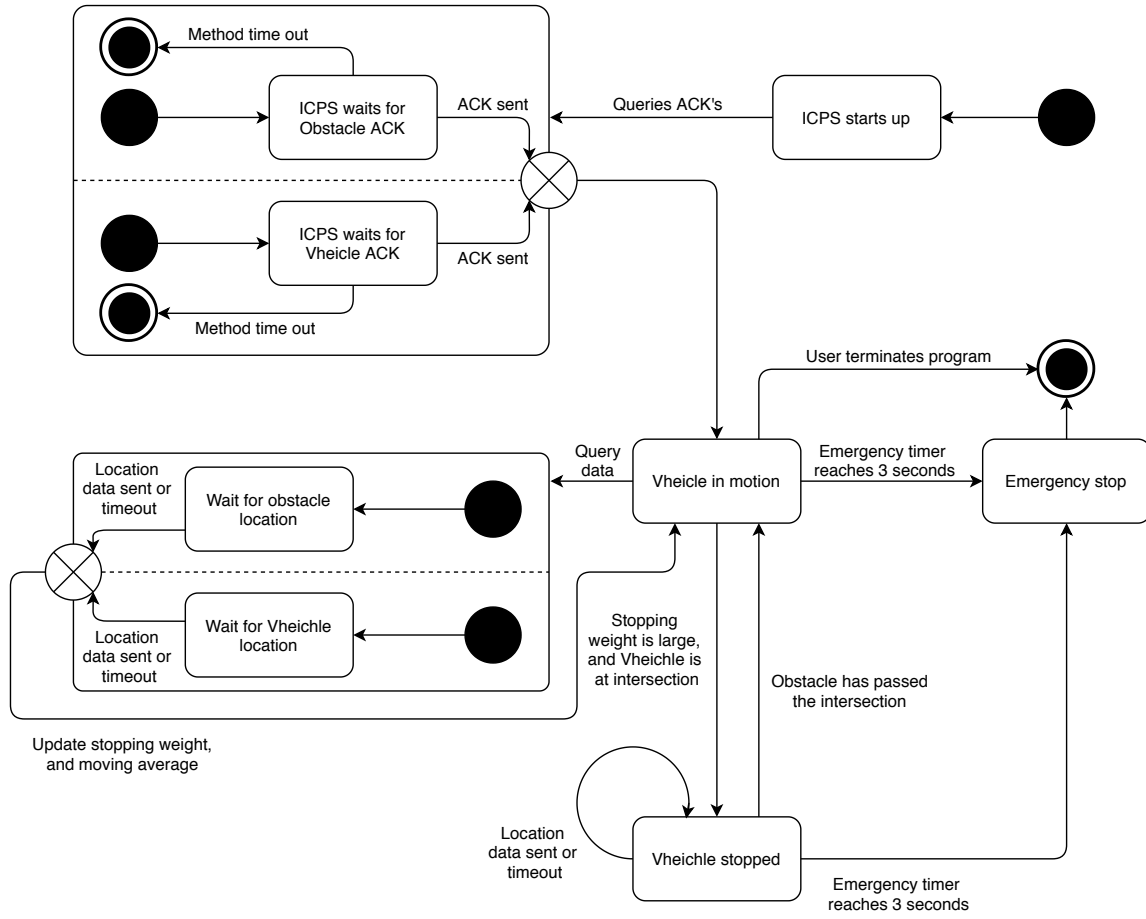 Method time out
ICPS waits for
Obstacle ACK
ACK sent
Queries ACK's
ICPS starts up
ICPS waits for
Vheicle ACK
ACK sent
Method time out
User terminates program
Location
data sent or
timeout
Wait for obstacle
location
Query
data
Vheicle in motion
Emergency timer
reaches 3 seconds
Emergency stop
Location
data sent or
timeout
Wait for Vheichle
location
Stopping
weight is large,
and Vheichle is
at intersection
Obstacle has passed
the intersection
Update stopping weight,
and moving average
Location
data sent or
timeout
Vheichle stopped
Emergency timer
reaches 3 seconds